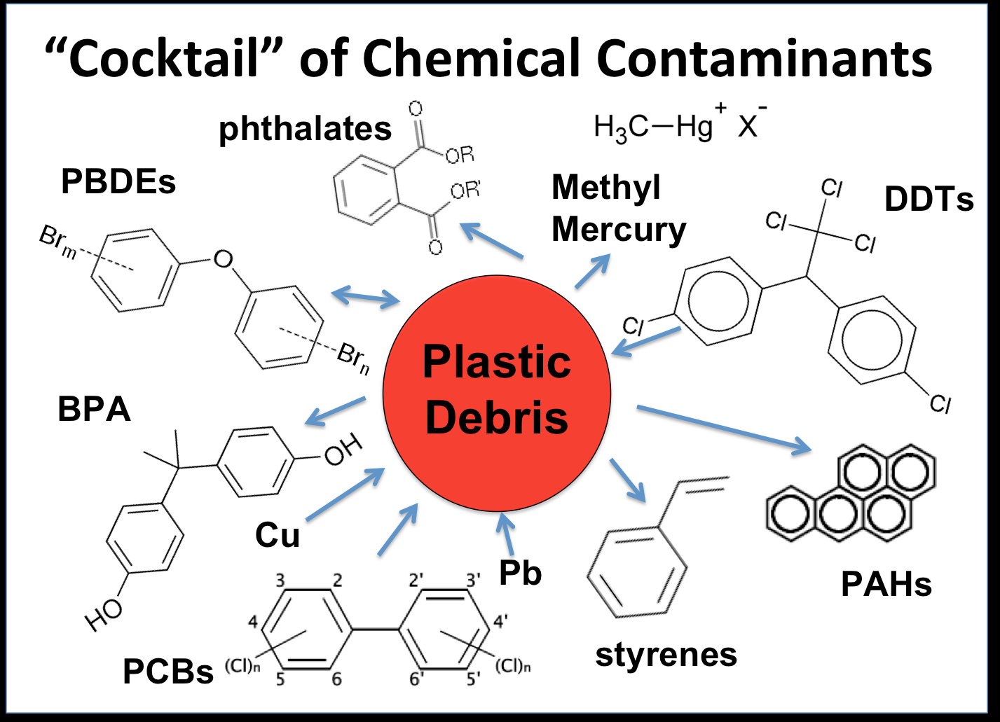 “Cocktail” of Chemical Contaminants
phthalates
O
OR
OR'
O
H₃C–Hg⁺ X⁻
PBDEs
Methyl
Mercury
DDTs
Cl
Cl
Cl
Cl
Cl
Brₘ
O
Brₙ
Plastic
Debris
BPA
OH
HO
Cu
Pb
PAHs
3 2 2' 3'
4 4'
(Cl)n (Cl)n
5 6 6' 5'
PCBs
styrenes